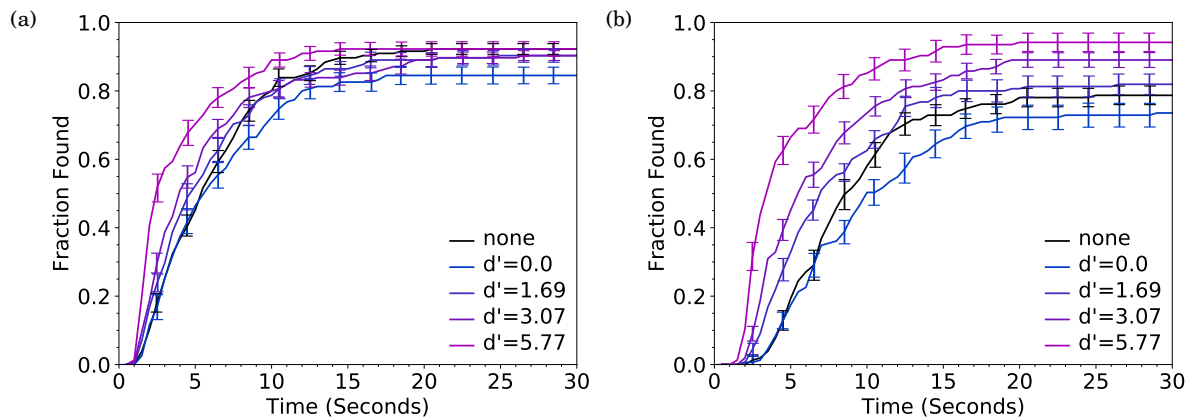 (a)
1.0
0.8
0.6
0.4
0.2
0.0
Fraction Found
0 5 10 15 20 25 30
Time (Seconds)
none
d'=0.0
d'=1.69
d'=3.07
d'=5.77
(b)
1.0
0.8
0.6
0.4
0.2
0.0
Fraction Found
0 5 10 15 20 25 30
Time (Seconds)
none
d'=0.0
d'=1.69
d'=3.07
d'=5.77